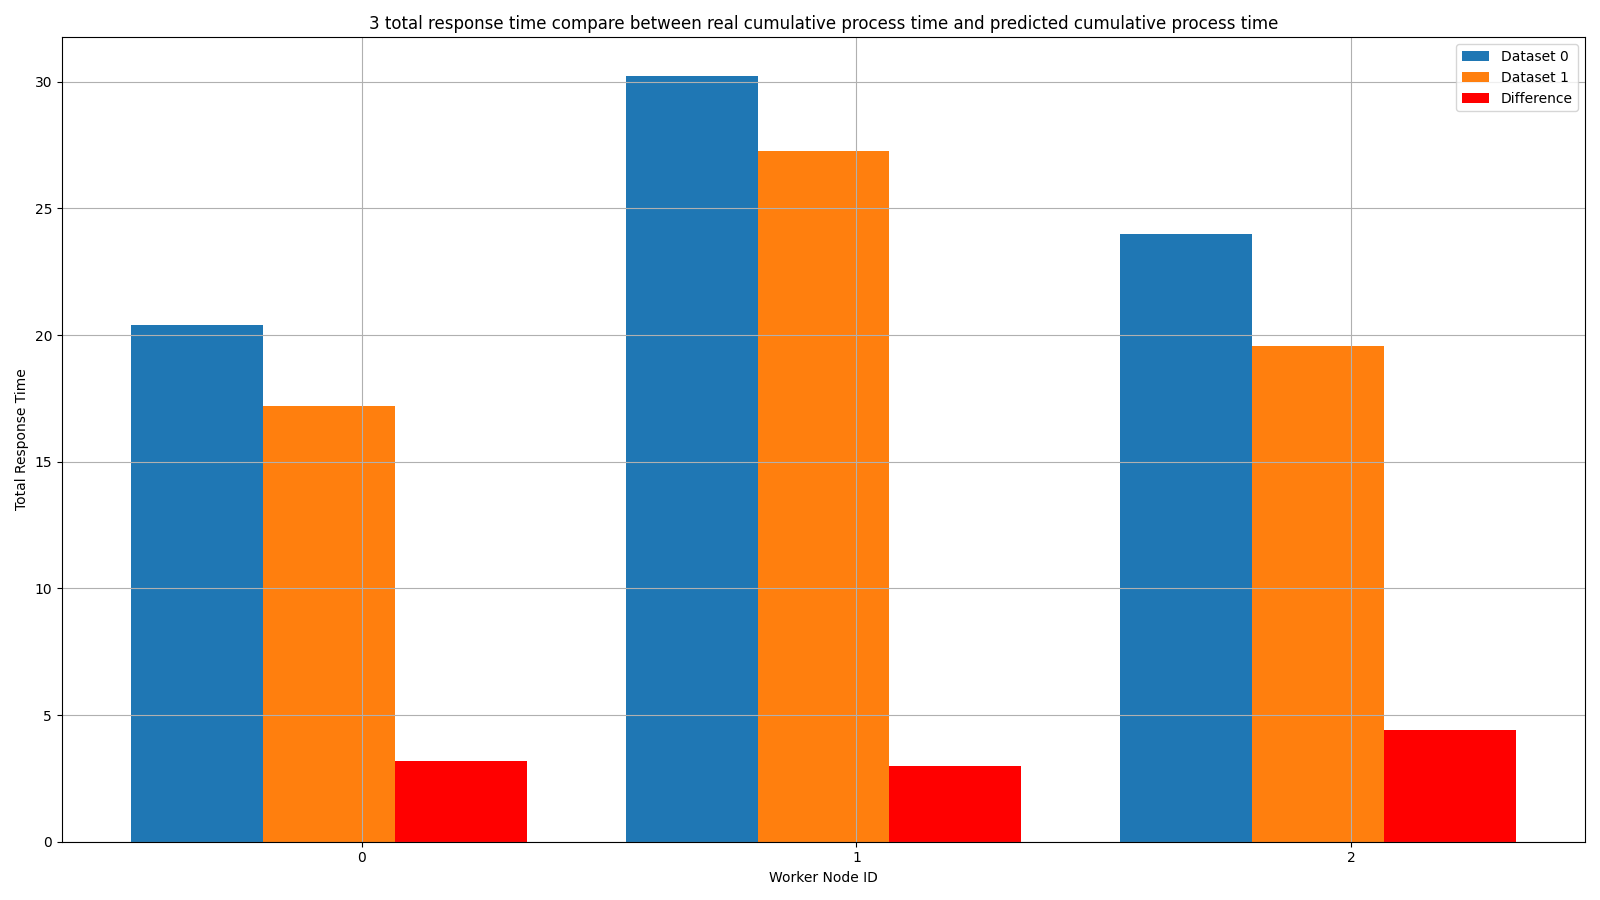 3 total response time compare between real cumulative process time and predicted cumulative process time
Dataset 0
Dataset 1
Difference
Total Response Time
30
25
20
15
10
5
0
0 1 2
Worker Node ID